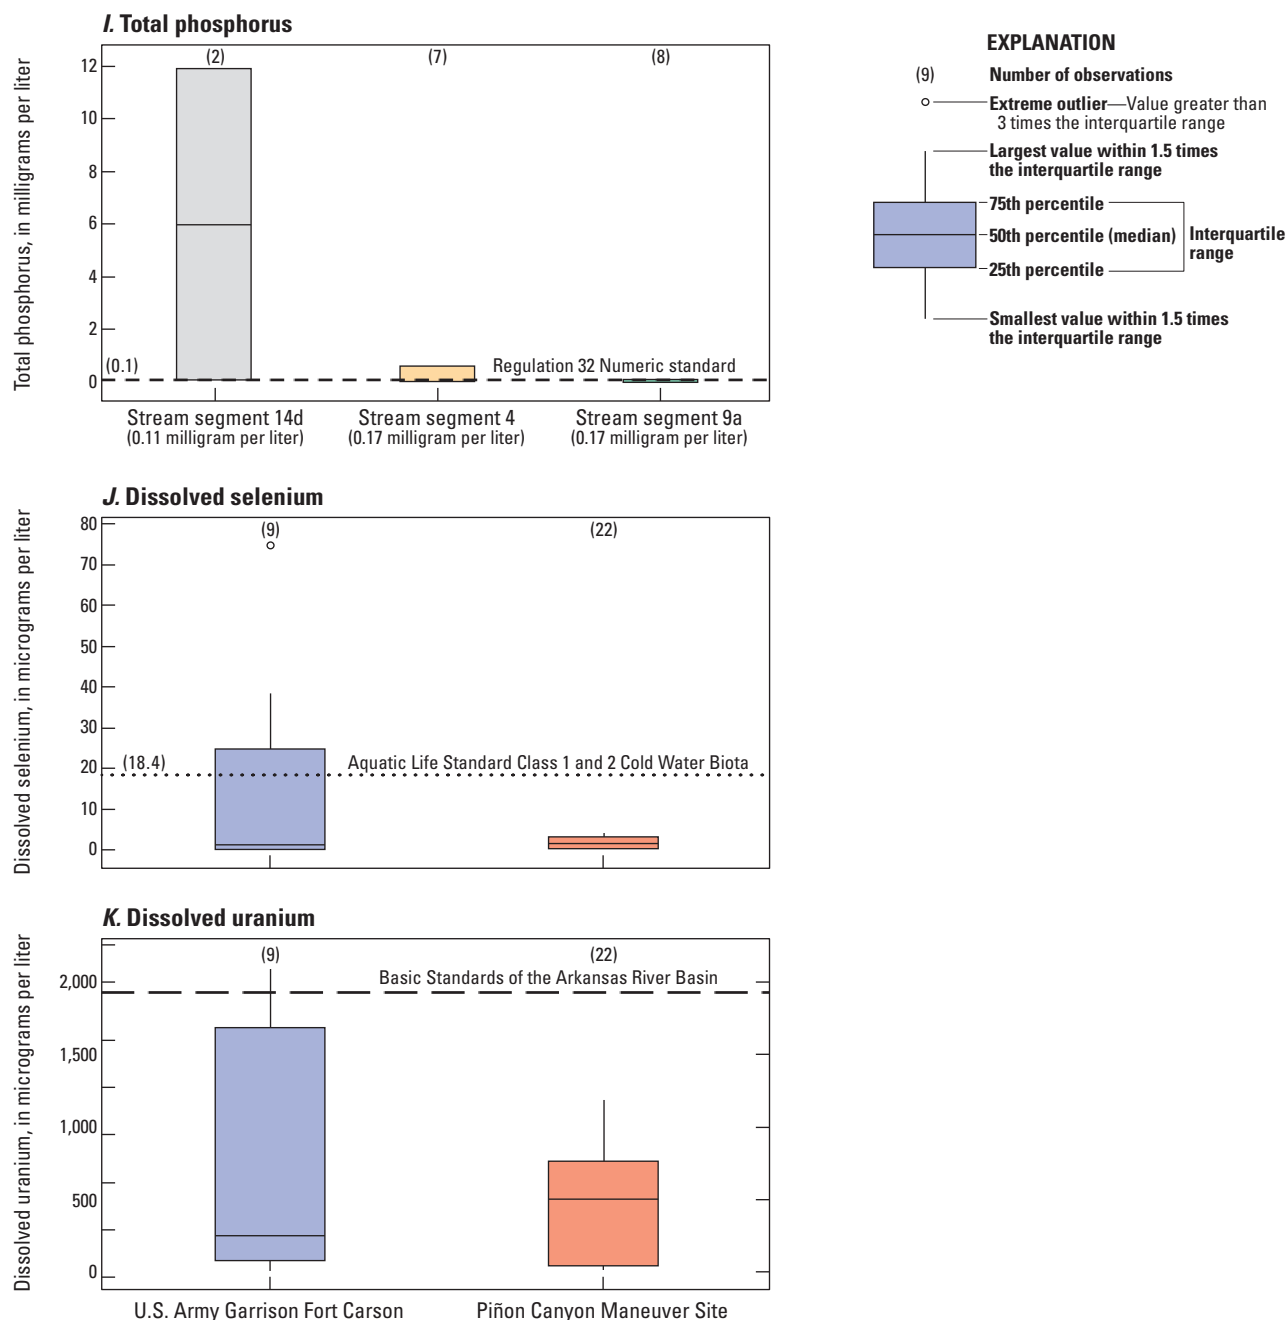 I. Total phosphorus
Total phosphorus, in milligrams per liter
12
10
8
6
4
2
0
(2)
(7)
(8)
(0.1)
Regulation 32 Numeric standard
Stream segment 14d
(0.11 milligram per liter)
Stream segment 4
(0.17 milligram per liter)
Stream segment 9a
(0.17 milligram per liter)
EXPLANATION
(9) Number of observations
Extreme outlier—Value greater than
3 times the interquartile range
Largest value within 1.5 times
the interquartile range
75th percentile
50th percentile (median)
25th percentile
Interquartile
range
Smallest value within 1.5 times
the interquartile range
J. Dissolved selenium
Dissolved selenium, in micrograms per liter
80
70
60
50
40
30
20
10
0
(9)
(22)
(18.4)
Aquatic Life Standard Class 1 and 2 Cold Water Biota
K. Dissolved uranium
Dissolved uranium, in micrograms per liter
2,000
1,500
1,000
500
0
(9)
(22)
Basic Standards of the Arkansas River Basin
U.S. Army Garrison Fort Carson
Piñon Canyon Maneuver Site